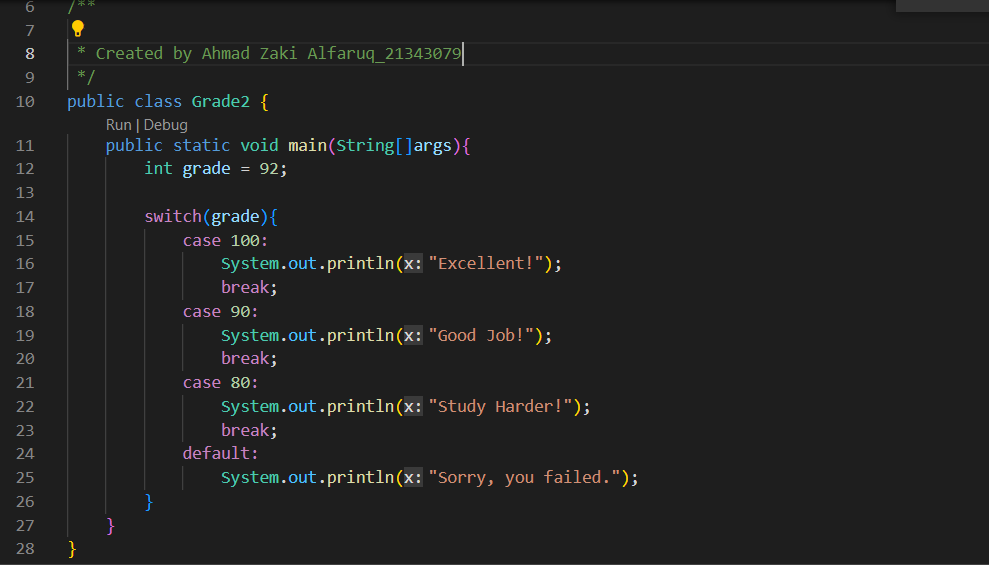 6 /**
7
8 * Created by Ahmad Zaki Alfaruq_21343079
9 */
10 public class Grade2 {
Run | Debug
11 public static void main(String[]args){
12 int grade = 92;
13
14 switch(grade){
15 case 100:
16 System.out.println(x: "Excellent!");
17 break;
18 case 90:
19 System.out.println(x: "Good Job!");
20 break;
21 case 80:
22 System.out.println(x: "Study Harder!");
23 break;
24 default:
25 System.out.println(x: "Sorry, you failed.");
26 }
27 }
28 }